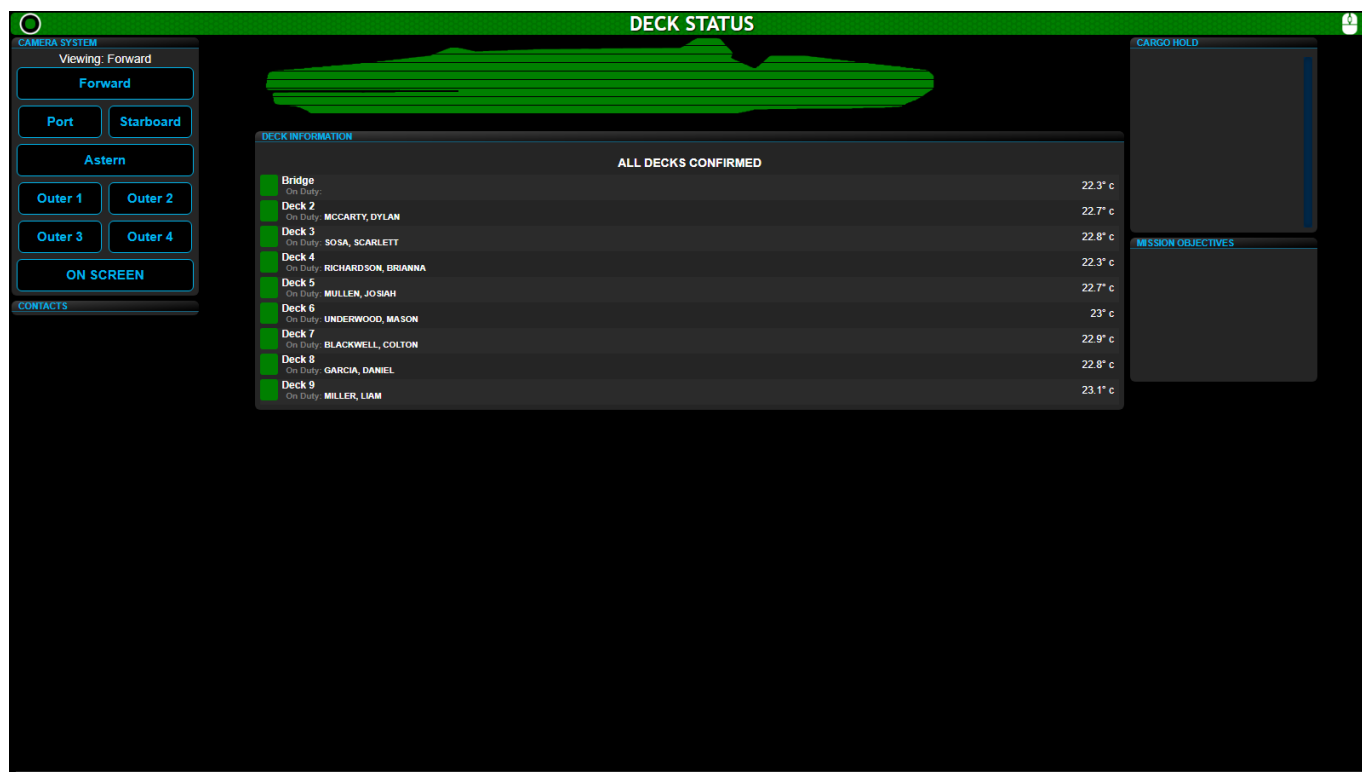 DECK STATUS
CAMERA SYSTEM
Viewing: Forward
Forward
Port
Starboard
Astern
Outer 1
Outer 2
Outer 3
Outer 4
ON SCREEN
CONTACTS
DECK INFORMATION
ALL DECKS CONFIRMED
Bridge
On Duty:
22.3° c
Deck 2
On Duty: MCCARTY, DYLAN
22.7° c
Deck 3
On Duty: SOSA, SCARLETT
22.8° c
Deck 4
On Duty: RICHARDSON, BRIANNA
22.3° c
Deck 5
On Duty: MULLEN, JOSIAH
22.7° c
Deck 6
On Duty: UNDERWOOD, MASON
23° c
Deck 7
On Duty: BLACKWELL, COLTON
22.9° c
Deck 8
On Duty: GARCIA, DANIEL
22.8° c
Deck 9
On Duty: MILLER, LIAM
23.1° c
CARGO HOLD
MISSION OBJECTIVES